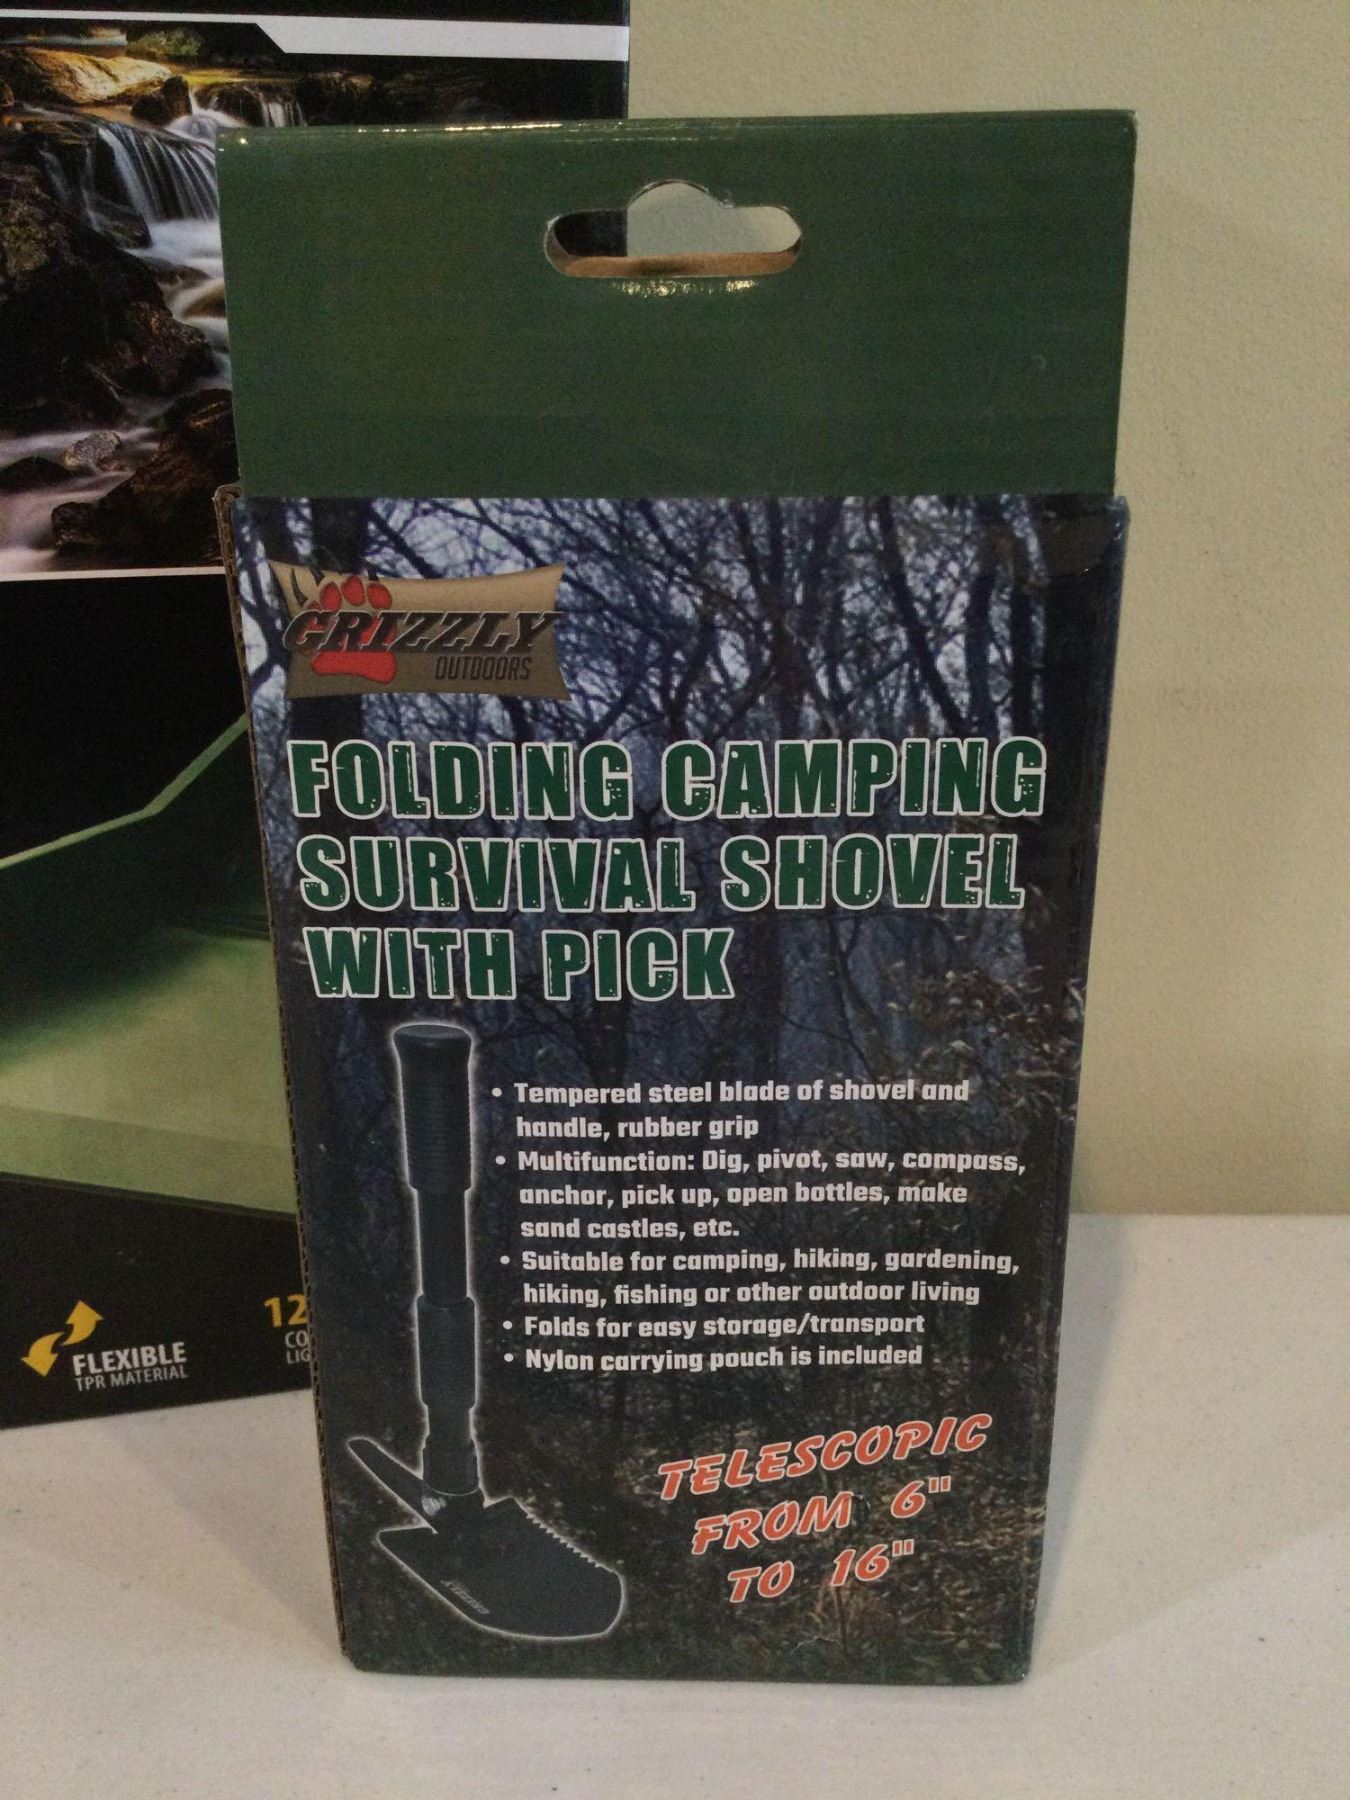 GRIZZLY
OUTDOORS
FOLDING CAMPING
SURVIVAL SHOVEL
WITH PICK
• Tempered steel blade of shovel and
handle, rubber grip
• Multifunction: Dig, pivot, saw, compass,
anchor, pick up, open bottles, make
sand castles, etc.
• Suitable for camping, hiking, gardening,
hiking, fishing or other outdoor living
• Folds for easy storage/transport
• Nylon carrying pouch is included
TELESCOPIC
FROM 6"
TO 16"
FLEXIBLE
TPR MATERIAL
12
CO
LIG